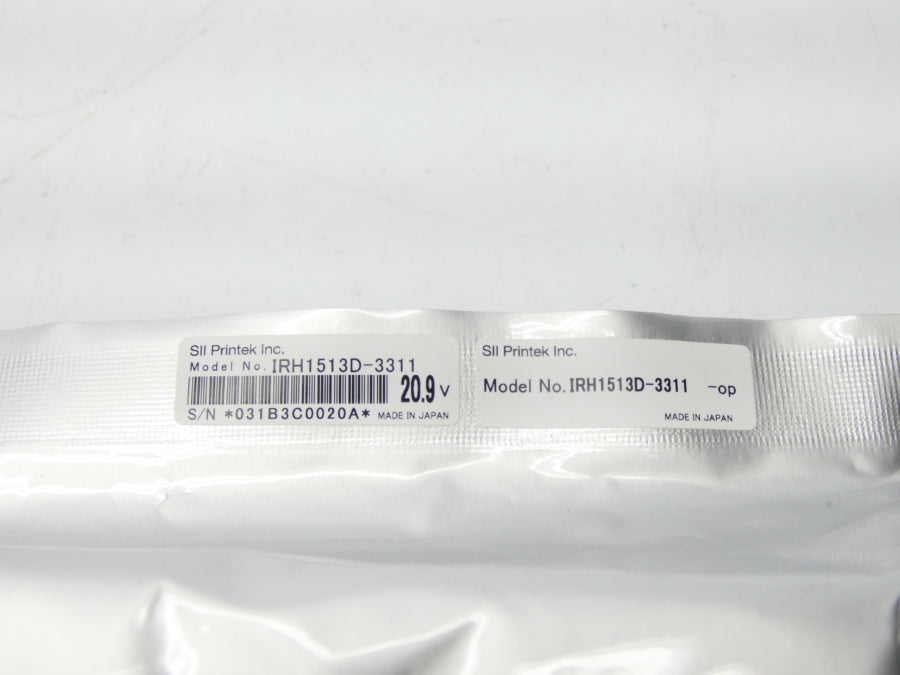 SII Printek Inc.
Model No. IRH1513D-3311
20.9 V
S/N *031B3C0020A* MADE IN JAPAN
SII Printek Inc.
Model No. IRH1513D-3311 -op
MADE IN JAPAN